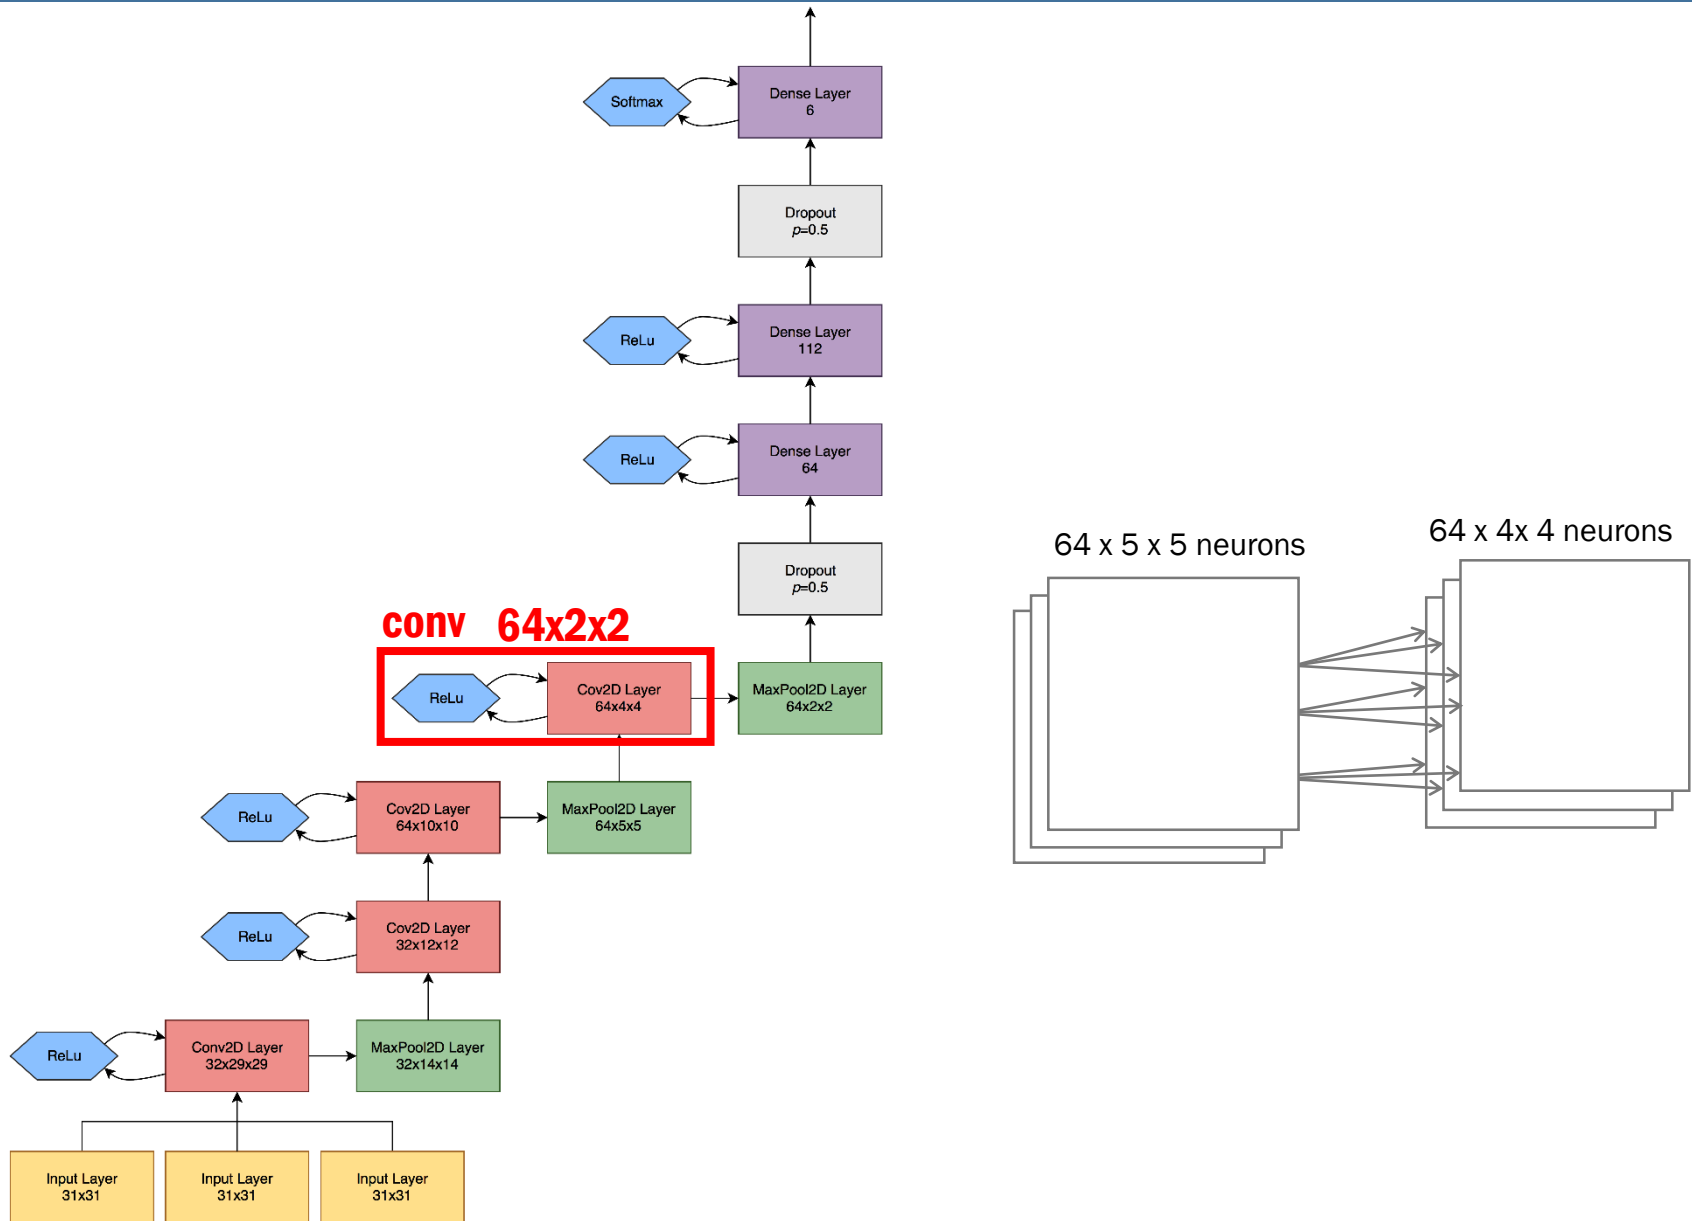 Softmax
Dense Layer
6
Dropout
p=0.5
ReLu
Dense Layer
112
ReLu
Dense Layer
64
Dropout
p=0.5
64 x 5 x 5 neurons
64 x 4x 4 neurons
conv 64x2x2
ReLu
Cov2D Layer
64x4x4
MaxPool2D Layer
64x2x2
ReLu
Cov2D Layer
64x10x10
MaxPool2D Layer
64x5x5
ReLu
Cov2D Layer
32x12x12
ReLu
Conv2D Layer
32x29x29
MaxPool2D Layer
32x14x14
Input Layer
31x31
Input Layer
31x31
Input Layer
31x31